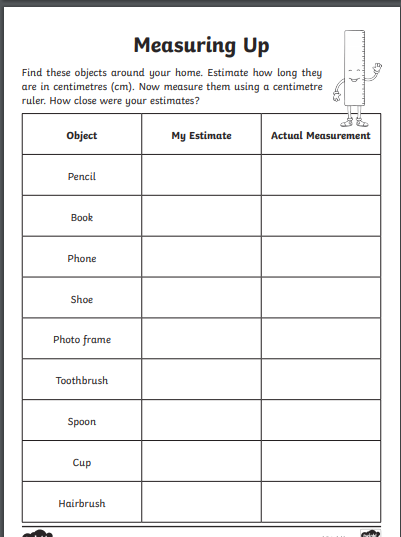 Measuring Up
Find these objects around your home. Estimate how long they
are in centimetres (cm). Now measure them using a centimetre
ruler. How close were your estimates?
Object My Estimate Actual Measurement
Pencil
Book
Phone
Shoe
Photo frame
Toothbrush
Spoon
Cup
Hairbrush